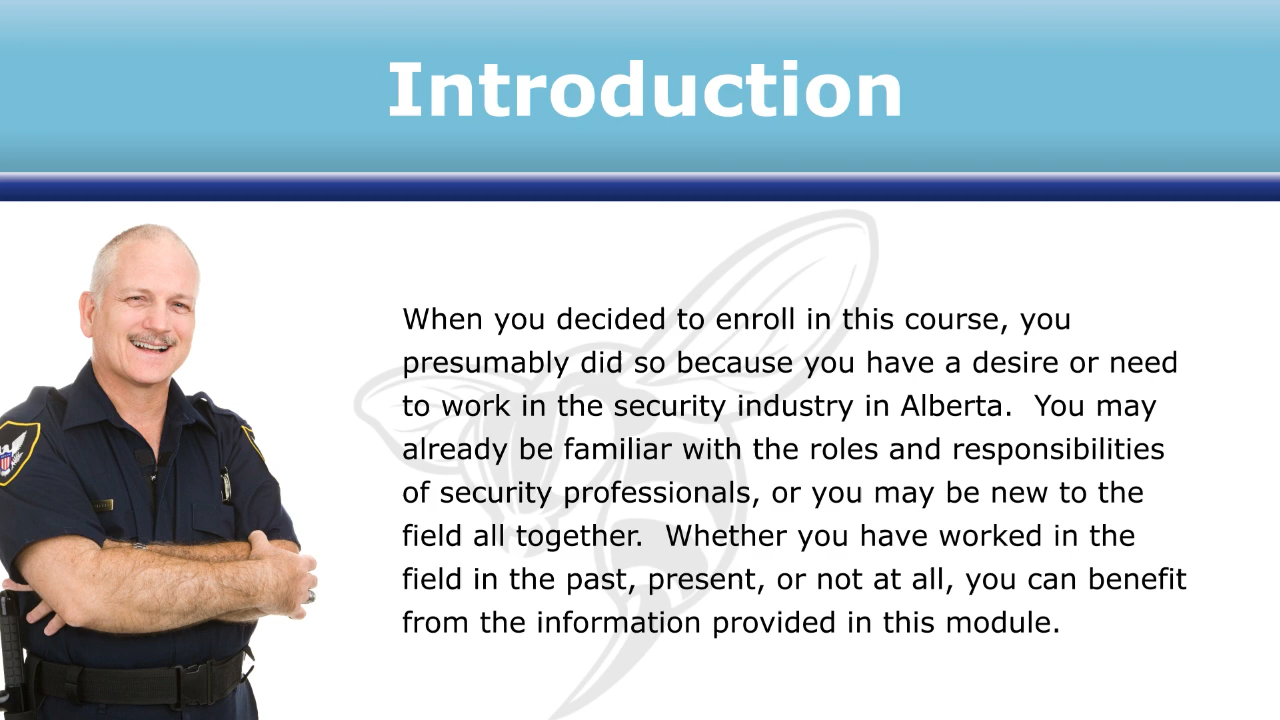 Introduction
When you decided to enroll in this course, you
presumably did so because you have a desire or need
to work in the security industry in Alberta.  You may
already be familiar with the roles and responsibilities
of security professionals, or you may be new to the
field all together.  Whether you have worked in the
field in the past, present, or not at all, you can benefit
from the information provided in this module.